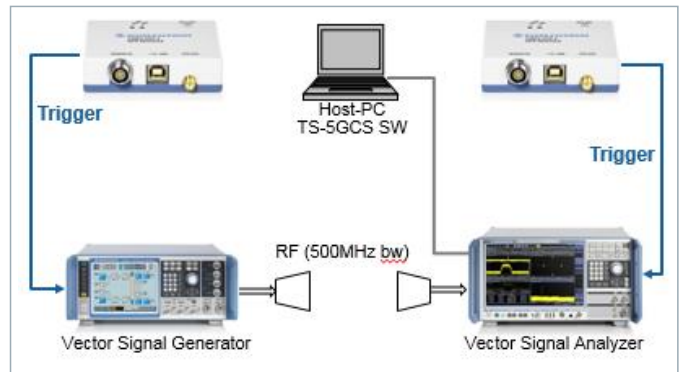 Trigger
Host-PC
TS-5GCS SW
Trigger
RF (500MHz bw)
Vector Signal Generator
Vector Signal Analyzer